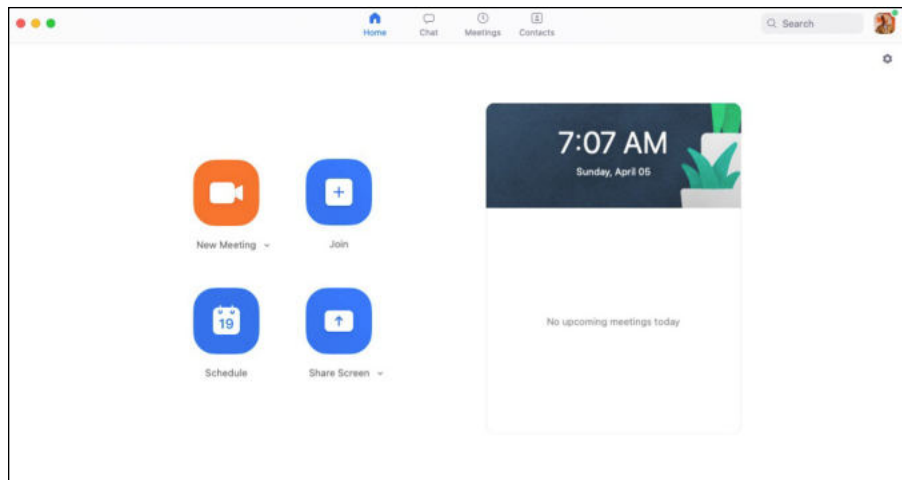 Home
Chat
Meetings
Contacts
Search
7:07 AM
Sunday, April 05
New Meeting
Join
19
Schedule
Share Screen
No upcoming meetings today